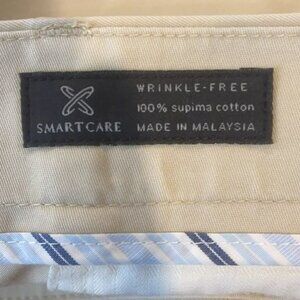 WRINKLE-FREE
100% supima cotton
SMARTCARE MADE IN MALAYSIA